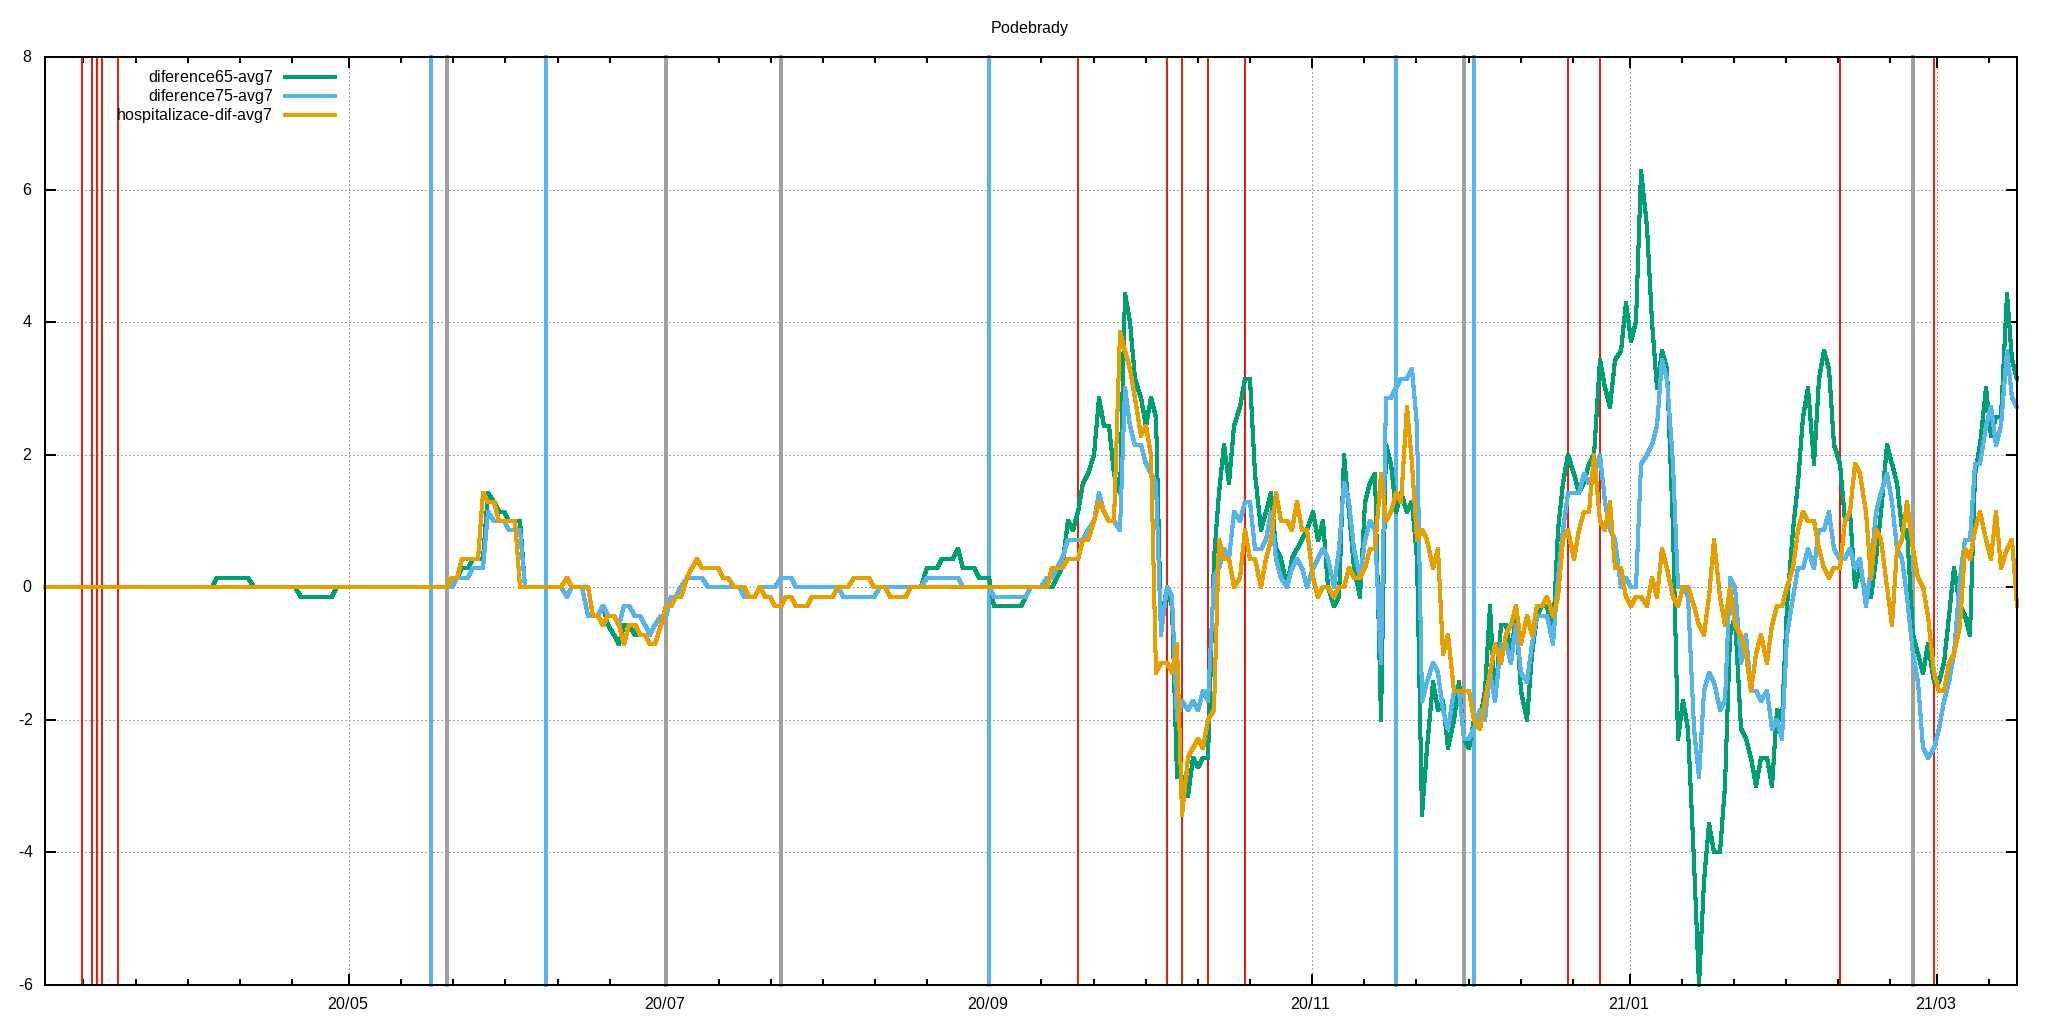 Podebrady
8
diference65-avg7
diference75-avg7
hospitalizace-dif-avg7
6
4
2
0
-2
-4
-6
20/05 20/07 20/09 20/11 21/01 21/03